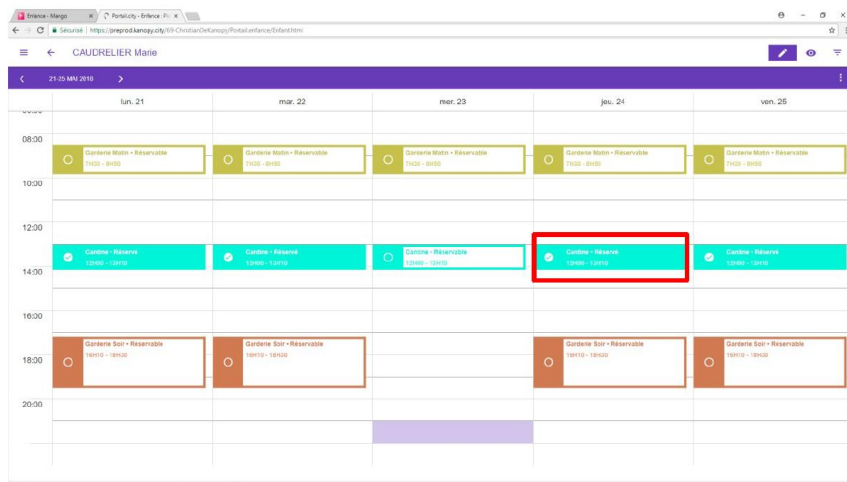 Enfance - Mango
Portail.city - Enfance | Po
Sécurisé | https://preprod.kanopy.city/69-ChristianDeKanopy/Portail.enfance/Enfant.html
CAUDRELIER Marie
21-25 MAI 2018
lun. 21 mar. 22 mer. 23 jeu. 24 ven. 25
08:00
Garderie Matin • Réservable Garderie Matin • Réservable Garderie Matin • Réservable Garderie Matin • Réservable Garderie Matin • Réservable
7H30 - 8H50 7H30 - 8H50 7H30 - 8H50 7H30 - 8H50 7H30 - 8H50
10:00
12:00
Cantine • Réservé Cantine • Réservé Cantine • Réservable Cantine • Réservé Cantine • Réservé
12H00 - 13H10 12H00 - 13H10 12H00 - 13H10 12H00 - 13H10 12H00 - 13H10
14:00
16:00
Garderie Soir • Réservable Garderie Soir • Réservable Garderie Soir • Réservable Garderie Soir • Réservable
16H10 - 18H30 16H10 - 18H30 16H10 - 18H30 16H10 - 18H30
18:00
20:00